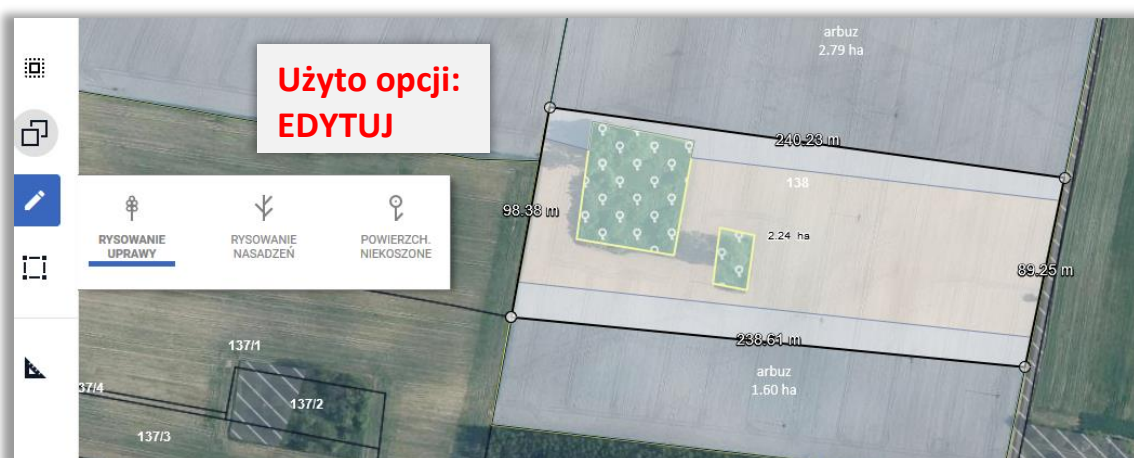 arbuz
2.79 ha
Użyto opcji:
EDYTUJ
240.23 m
138
RYSOWANIE
UPRAWY
RYSOWANIE
NASADZEŃ
POWIERZCH.
NIEKOSZONE
98.38 m
2.24 ha
89.25 m
238.61 m
137/1
arbuz
1.60 ha
37/4
137/2
137/3